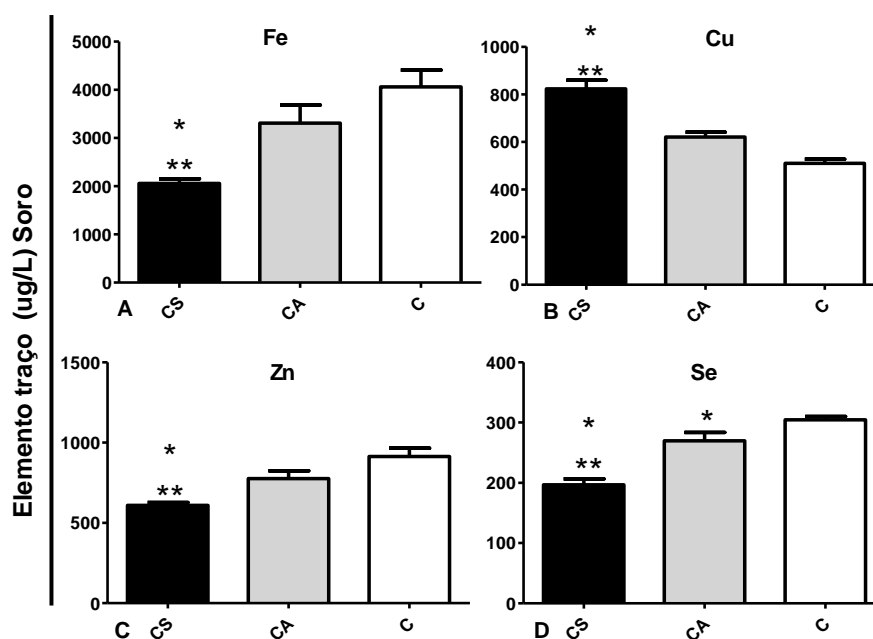 Elemento traço (ug/L) Soro
Fe
5000
4000
3000
2000
1000
0
*
**
A
CS
CA
C
Cu
1000
800
600
400
200
0
*
**
B
CS
CA
C
Zn
1500
1000
500
0
*
**
C
CS
CA
C
Se
400
300
200
100
0
*
**
*
D
CS
CA
C